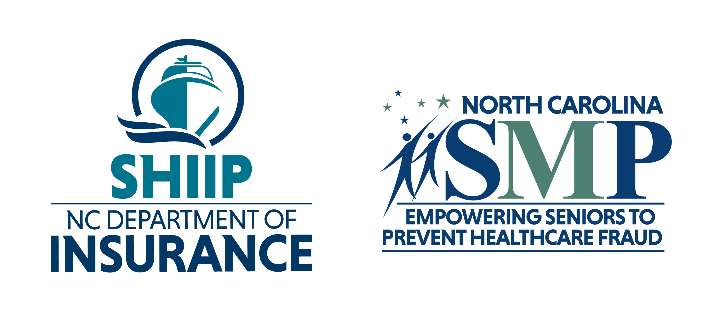 SHIIP
NC DEPARTMENT OF
INSURANCE
NORTH CAROLINA
SMP
EMPOWERING SENIORS TO
PREVENT HEALTHCARE FRAUD